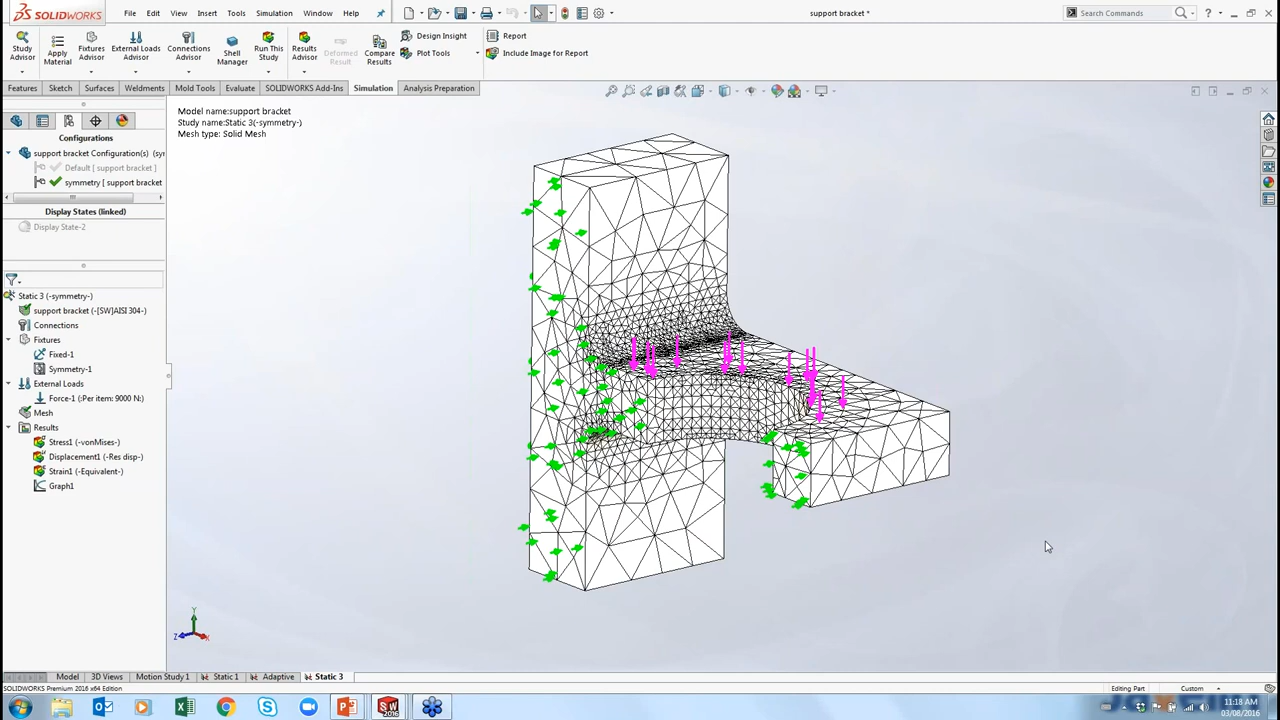 SOLIDWORKS File Edit View Insert Tools Simulation Window Help support bracket * Search Commands
Study Advisor
Apply Material
Fixtures Advisor
External Loads Advisor
Connections Advisor
Shell Manager
Run This Study
Results Advisor
Deformed Result
Compare Results
Design Insight
Plot Tools
Report
Include Image for Report
Features Sketch Surfaces Weldments Mold Tools Evaluate SOLIDWORKS Add-Ins Simulation Analysis Preparation
Model name:support bracket
Study name:Static 3(-symmetry-)
Mesh type: Solid Mesh
Configurations
support bracket Configuration(s) (syr
Default [ support bracket ]
symmetry [ support bracket
Display States (linked)
Display State-2
Static 3 (-symmetry-)
support bracket (-[SW]AISI 304-)
Connections
Fixtures
Fixed-1
Symmetry-1
External Loads
Force-1 (:Per item: 9000 N:)
Mesh
Results
Stress1 (-vonMises-)
Displacement1 (-Res disp-)
Strain1 (-Equivalent-)
Graph1
Y
Z
X
Model 3D Views Motion Study 1 Static 1 Adaptive Static 3
SOLIDWORKS Premium 2016 x64 Edition Editing Part Custom
11:18 AM
03/08/2016